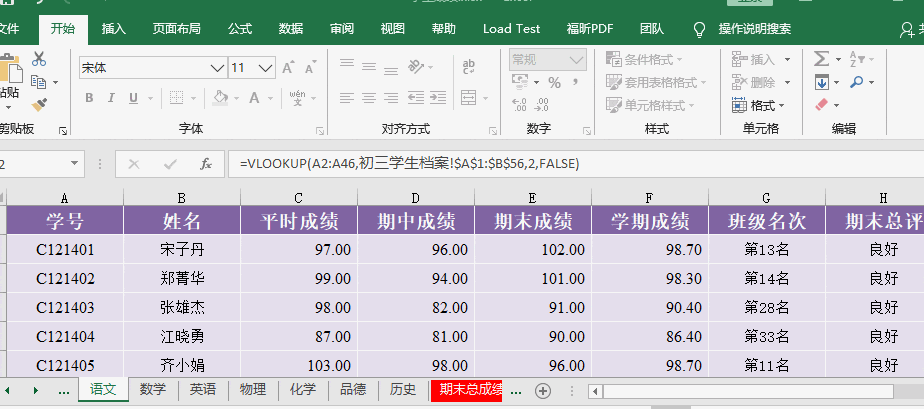 文件 开始 插入 页面布局 公式 数据 审阅 视图 帮助 Load Test 福昕PDF 团队 操作说明搜索
宋体 11 常规 条件格式 插入
粘贴 B I U A wén 文 % 套用表格格式 删除
单元格样式 格式
剪贴板 字体 对齐方式 数字 样式 单元格 编辑
2 fx =VLOOKUP(A2:A46,初三学生档案!$A$1:$B$56,2,FALSE)
A B C D E F G H
学号 姓名 平时成绩 期中成绩 期末成绩 学期成绩 班级名次 期末总评
C121401 宋子丹 97.00 96.00 102.00 98.70 第13名 良好
C121402 郑菁华 99.00 94.00 101.00 98.30 第14名 良好
C121403 张雄杰 98.00 82.00 91.00 90.40 第28名 良好
C121404 江晓勇 87.00 81.00 90.00 86.40 第33名 良好
C121405 齐小娟 103.00 98.00 96.00 98.70 第11名 良好
... 语文 数学 英语 物理 化学 品德 历史 期末总成绩 ...